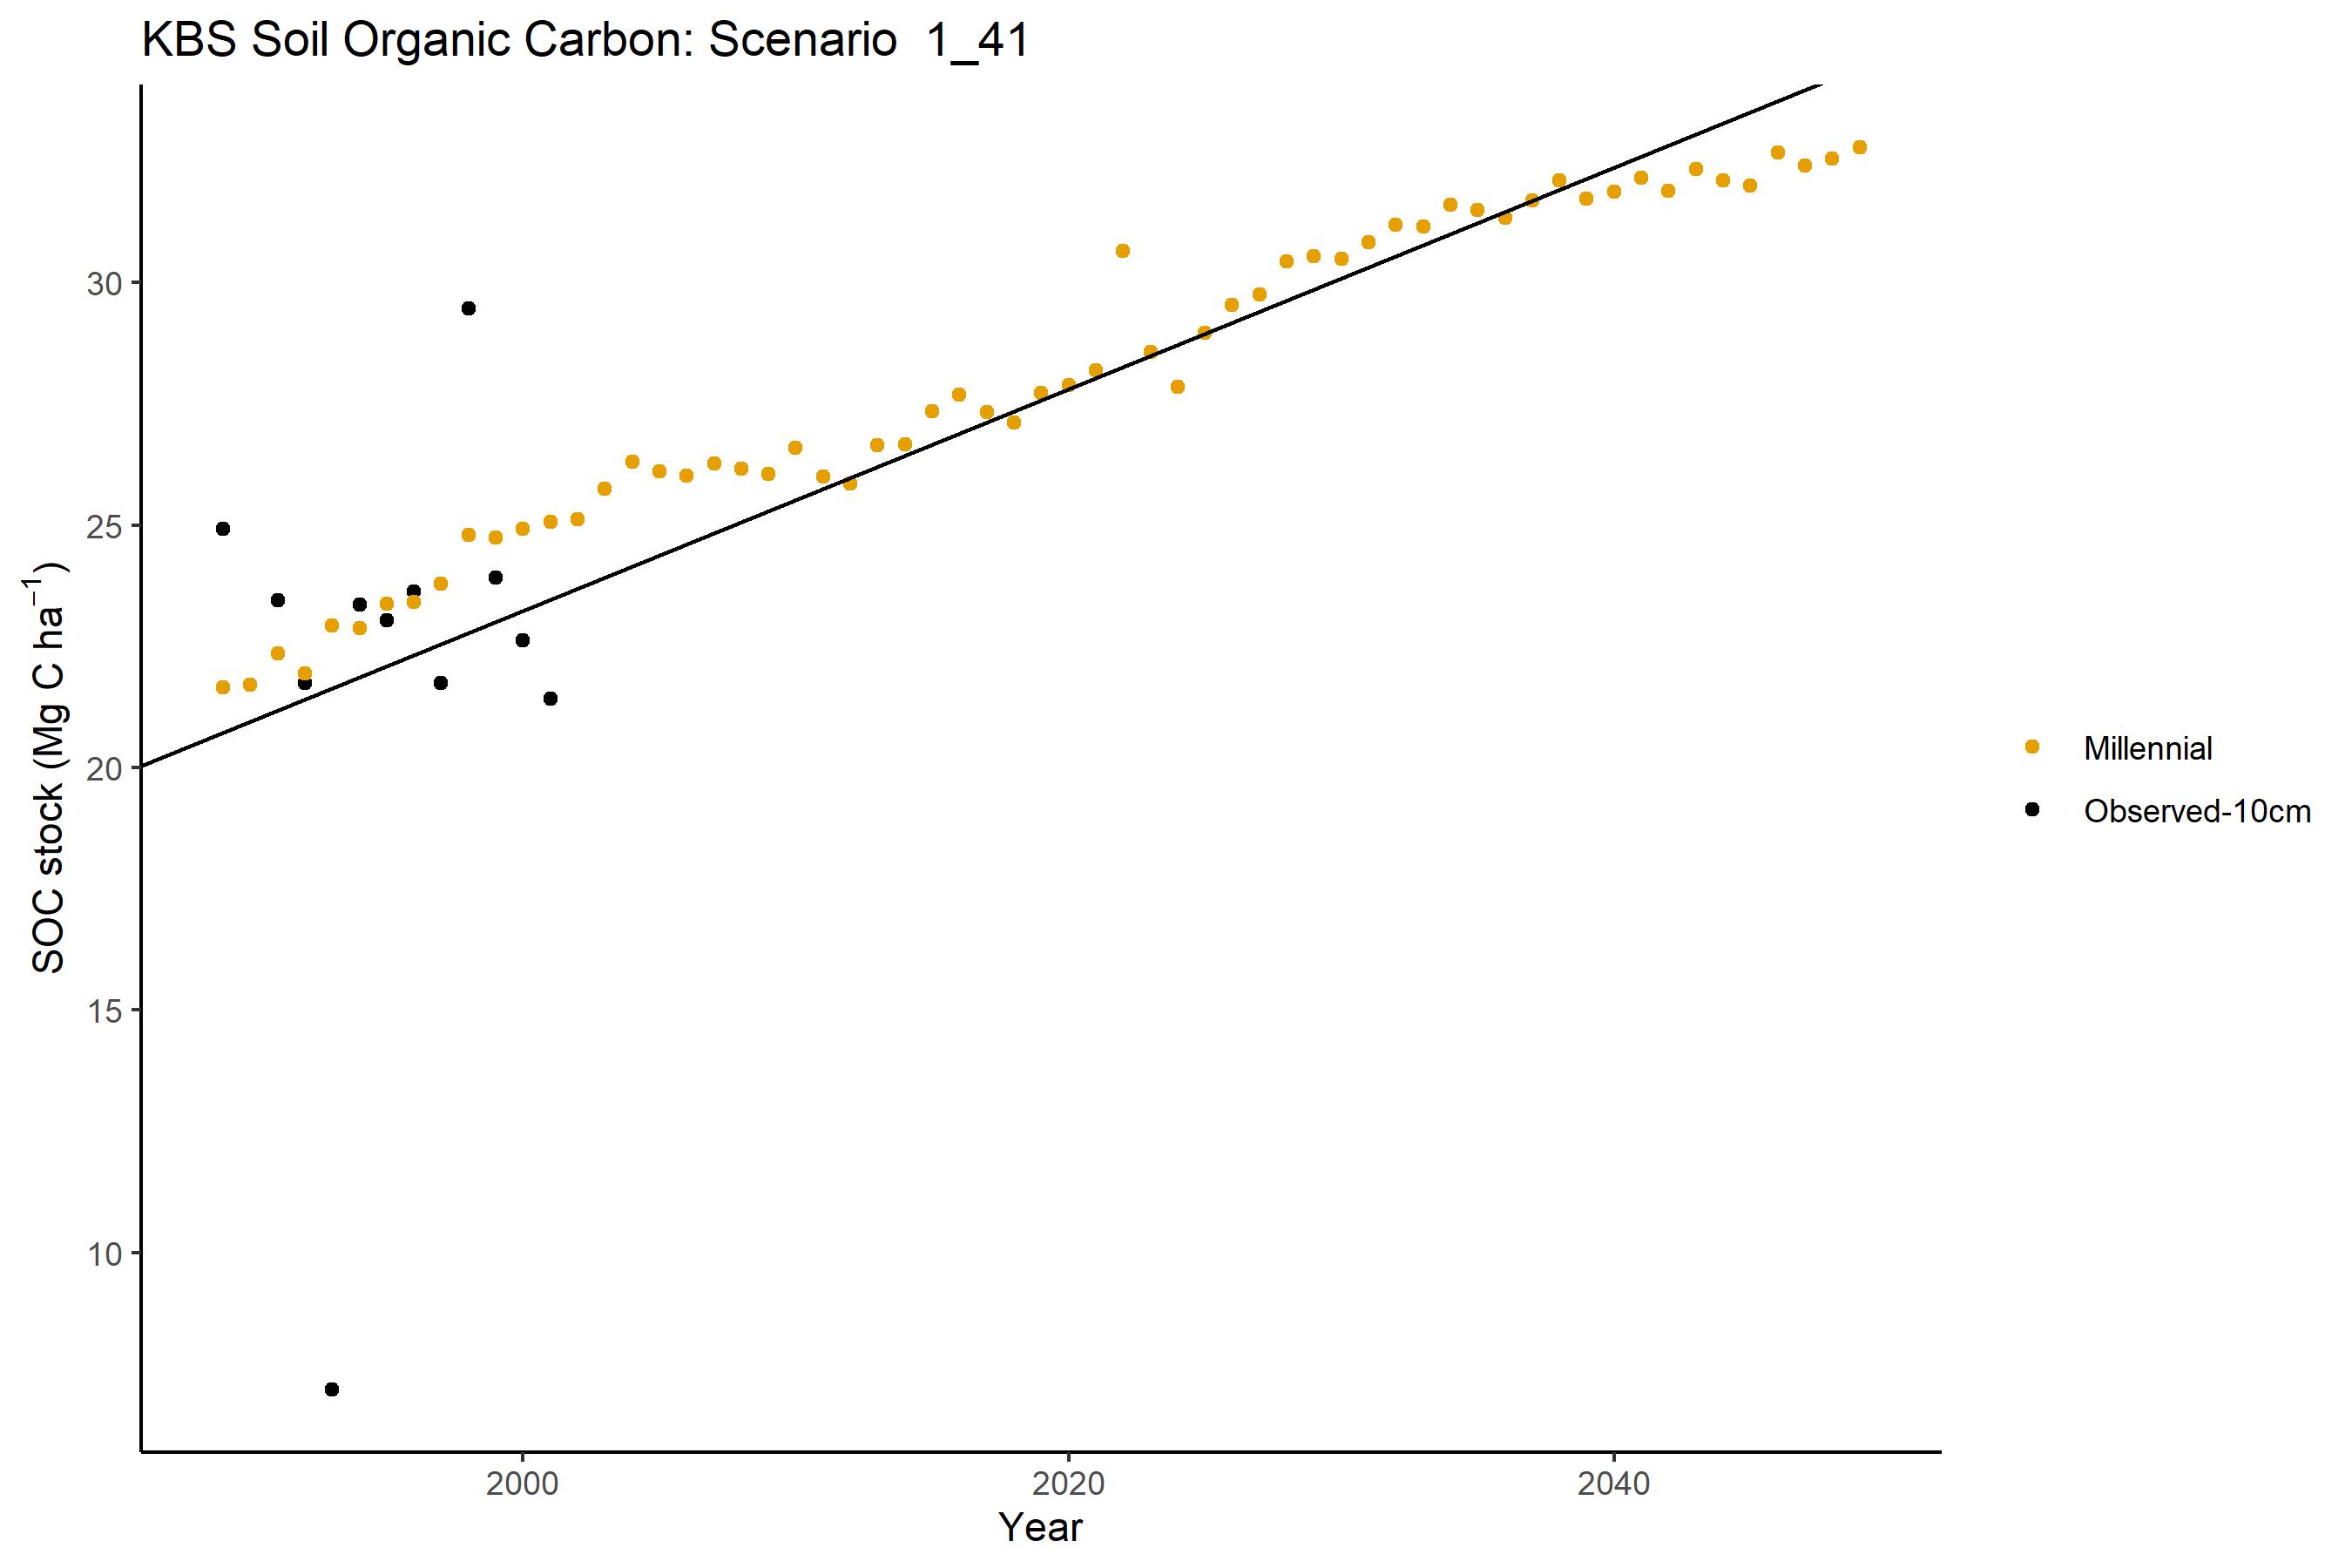 KBS Soil Organic Carbon: Scenario  1_41
SOC stock (Mg C ha⁻¹)
30
25
20
15
10
2000
2020
2040
Year
Millennial
Observed-10cm